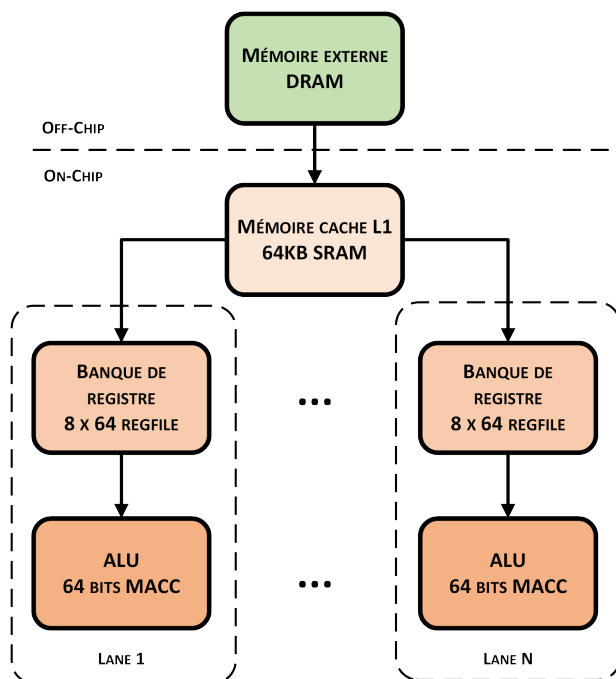 Mémoire externe
DRAM
Off-Chip
On-Chip
Mémoire cache L1
64KB SRAM
Banque de
registre
8 x 64 regfile
Banque de
registre
8 x 64 regfile
...
ALU
64 bits MACC
ALU
64 bits MACC
...
Lane 1
Lane N